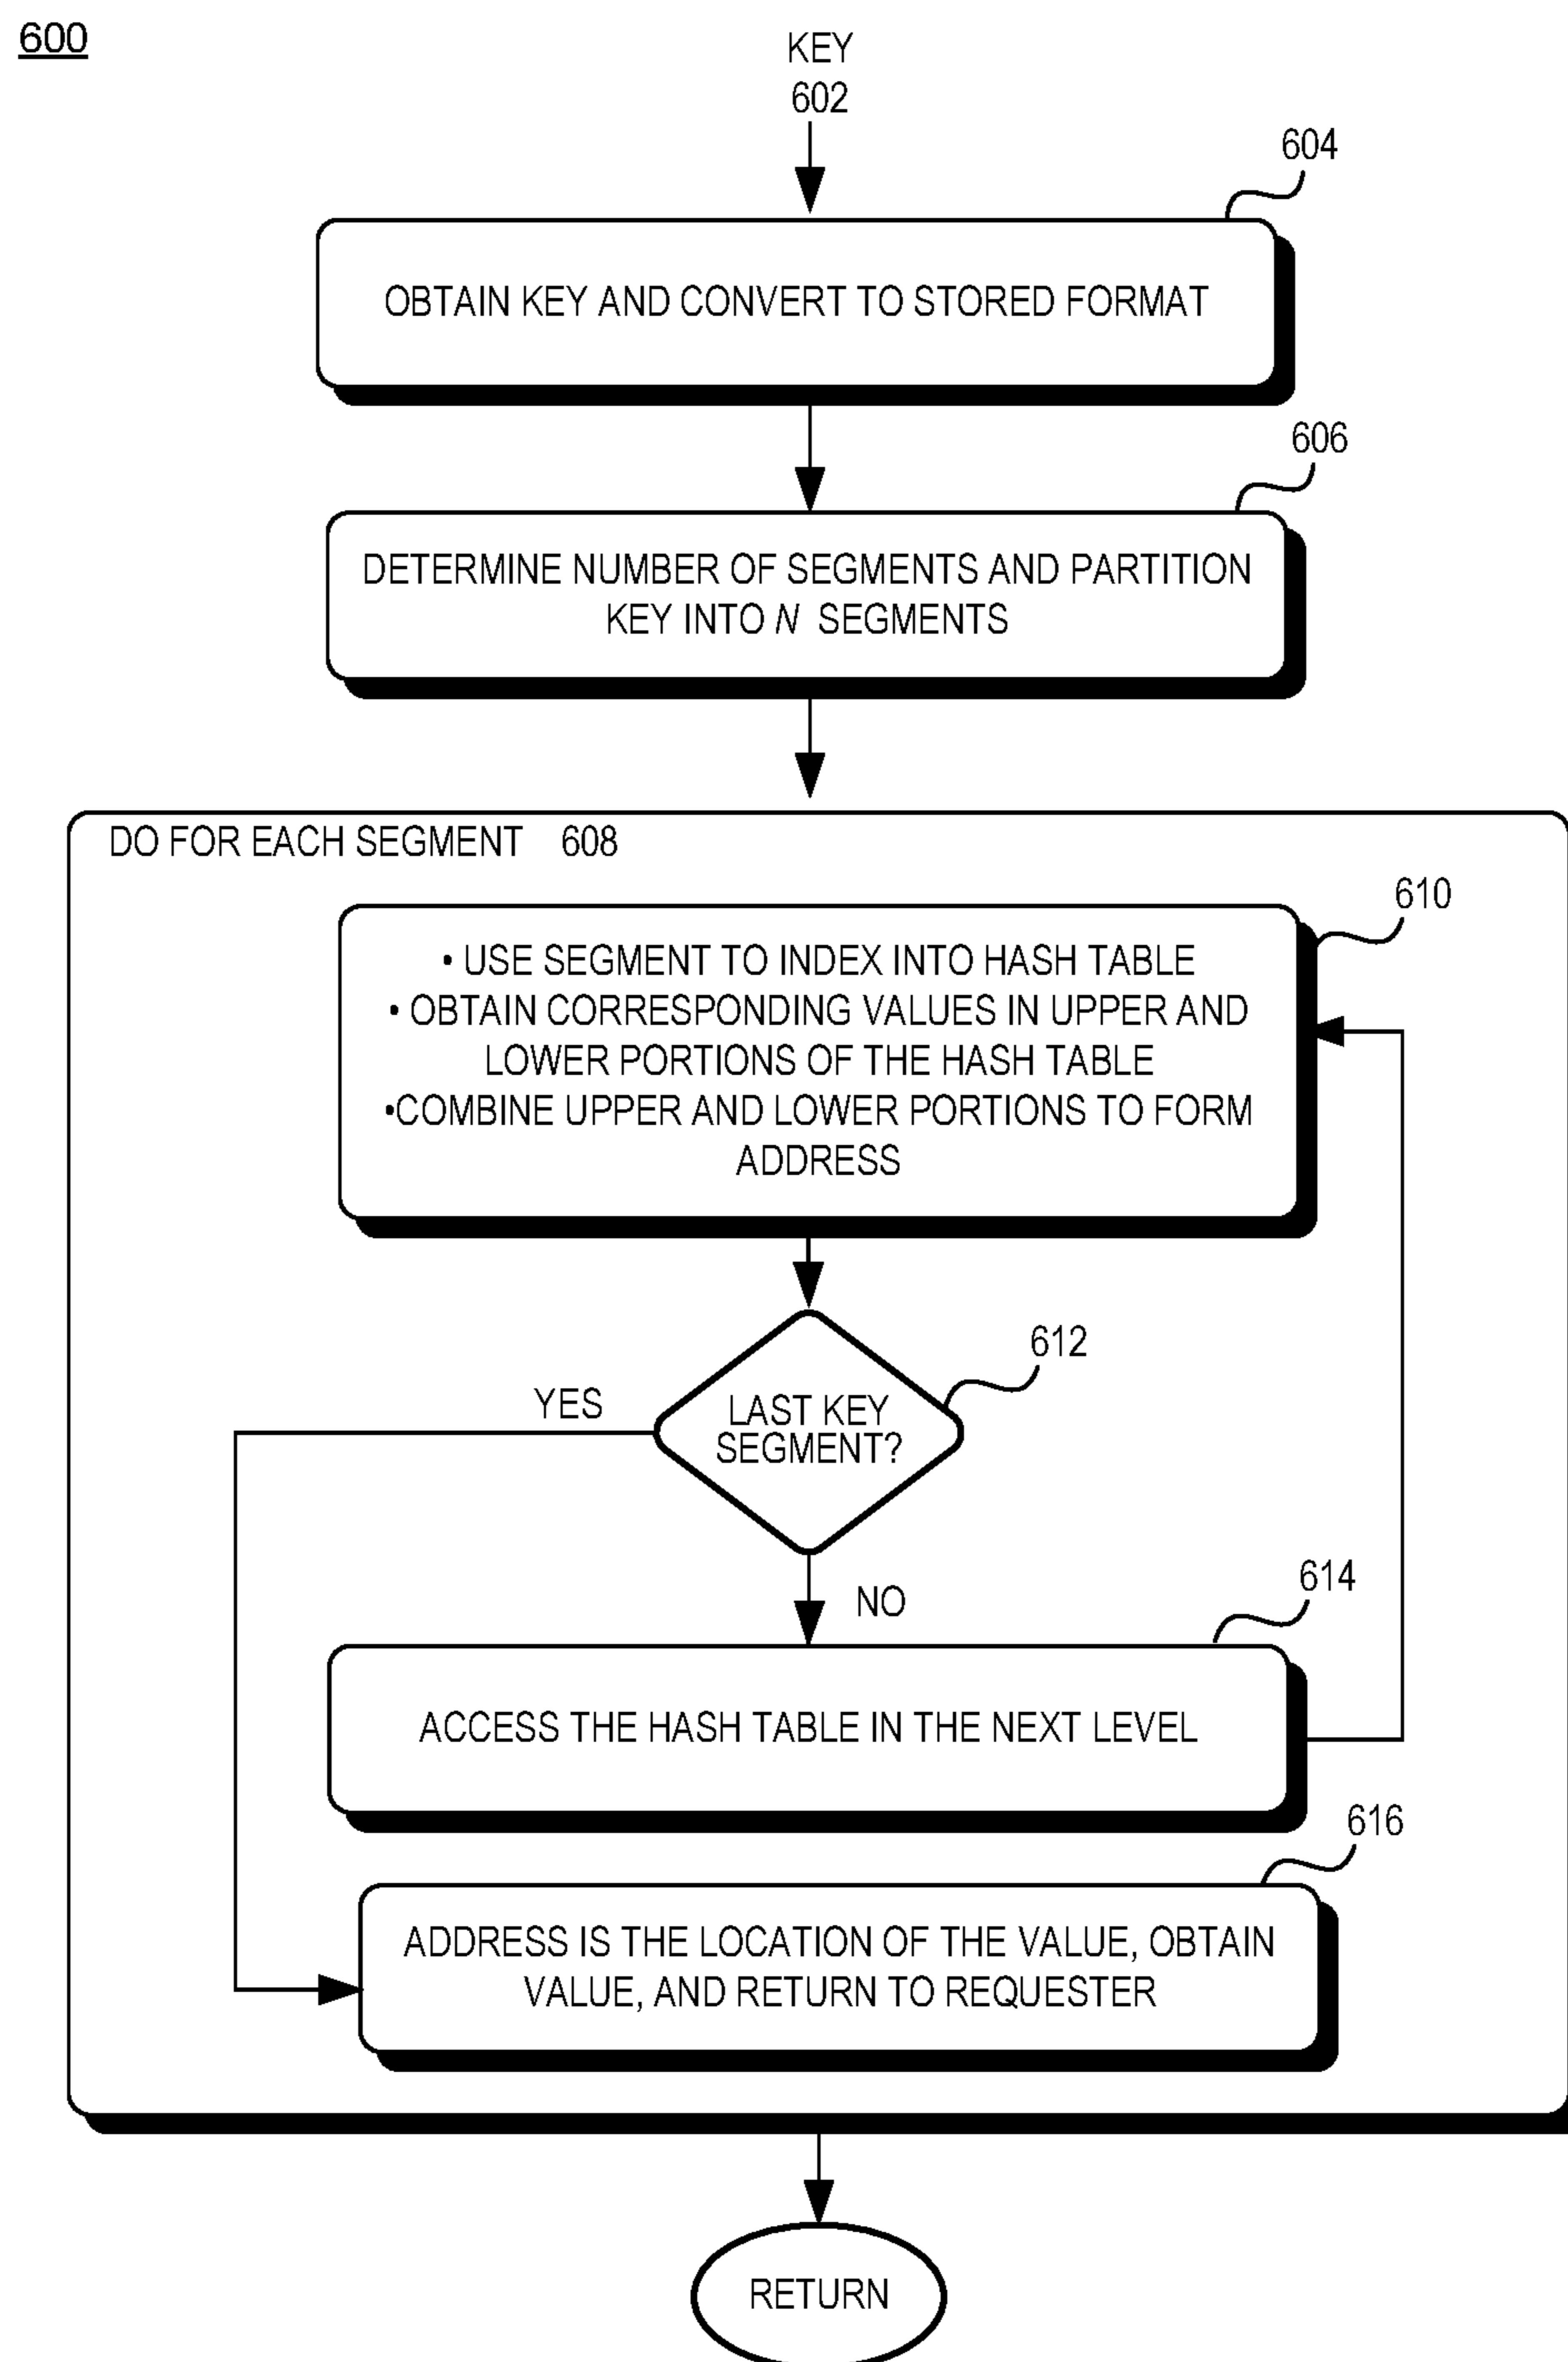 600
KEY
602
604
OBTAIN KEY AND CONVERT TO STORED FORMAT
606
DETERMINE NUMBER OF SEGMENTS AND PARTITION
KEY INTO N SEGMENTS
DO FOR EACH SEGMENT 608
610
• USE SEGMENT TO INDEX INTO HASH TABLE
• OBTAIN CORRESPONDING VALUES IN UPPER AND
LOWER PORTIONS OF THE HASH TABLE
•COMBINE UPPER AND LOWER PORTIONS TO FORM
ADDRESS
612
YES
LAST KEY
SEGMENT?
NO
614
ACCESS THE HASH TABLE IN THE NEXT LEVEL
616
ADDRESS IS THE LOCATION OF THE VALUE, OBTAIN
VALUE, AND RETURN TO REQUESTER
RETURN